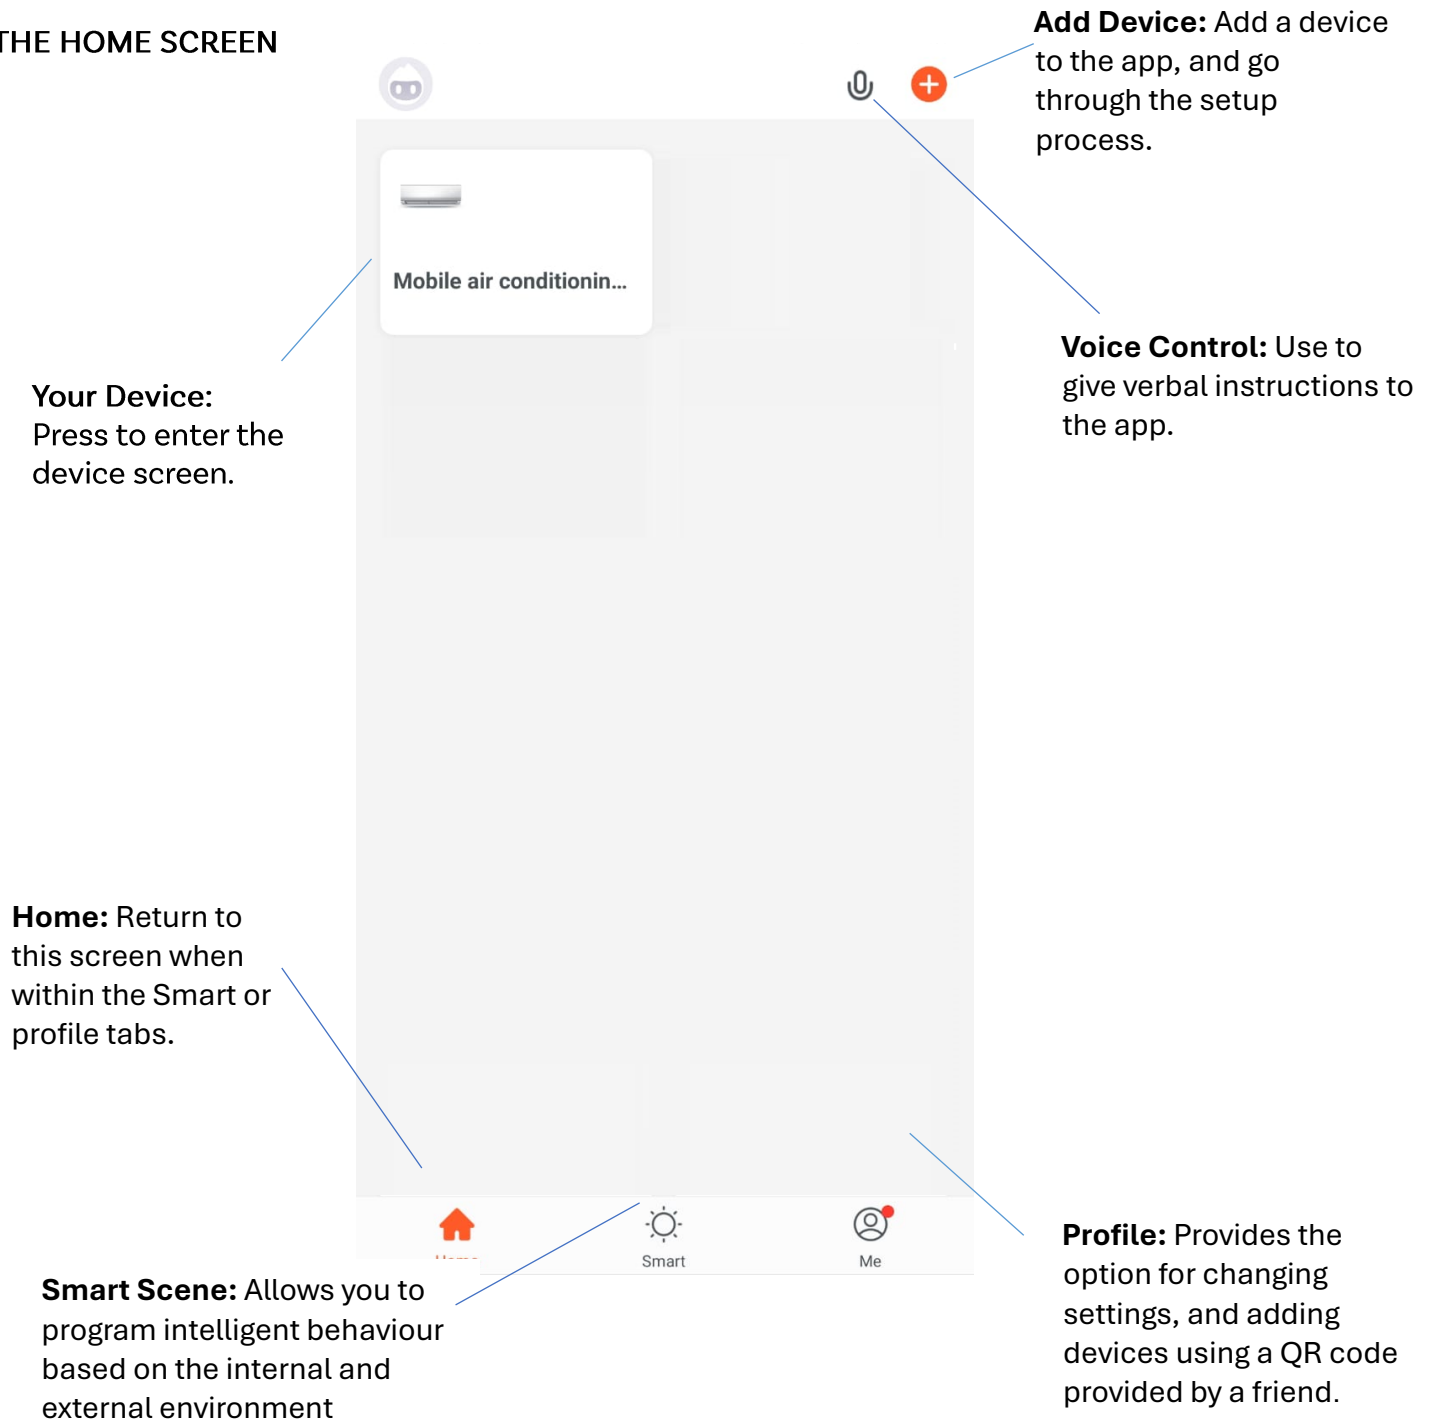 THE HOME SCREEN
Add Device: Add a device
to the app, and go
through the setup
process.
Mobile air conditionin...
Voice Control: Use to
give verbal instructions to
the app.
Your Device:
Press to enter the
device screen.
Home: Return to
this screen when
within the Smart or
profile tabs.
Home
Smart
Me
Smart Scene: Allows you to
program intelligent behaviour
based on the internal and
external environment
Profile: Provides the
option for changing
settings, and adding
devices using a QR code
provided by a friend.